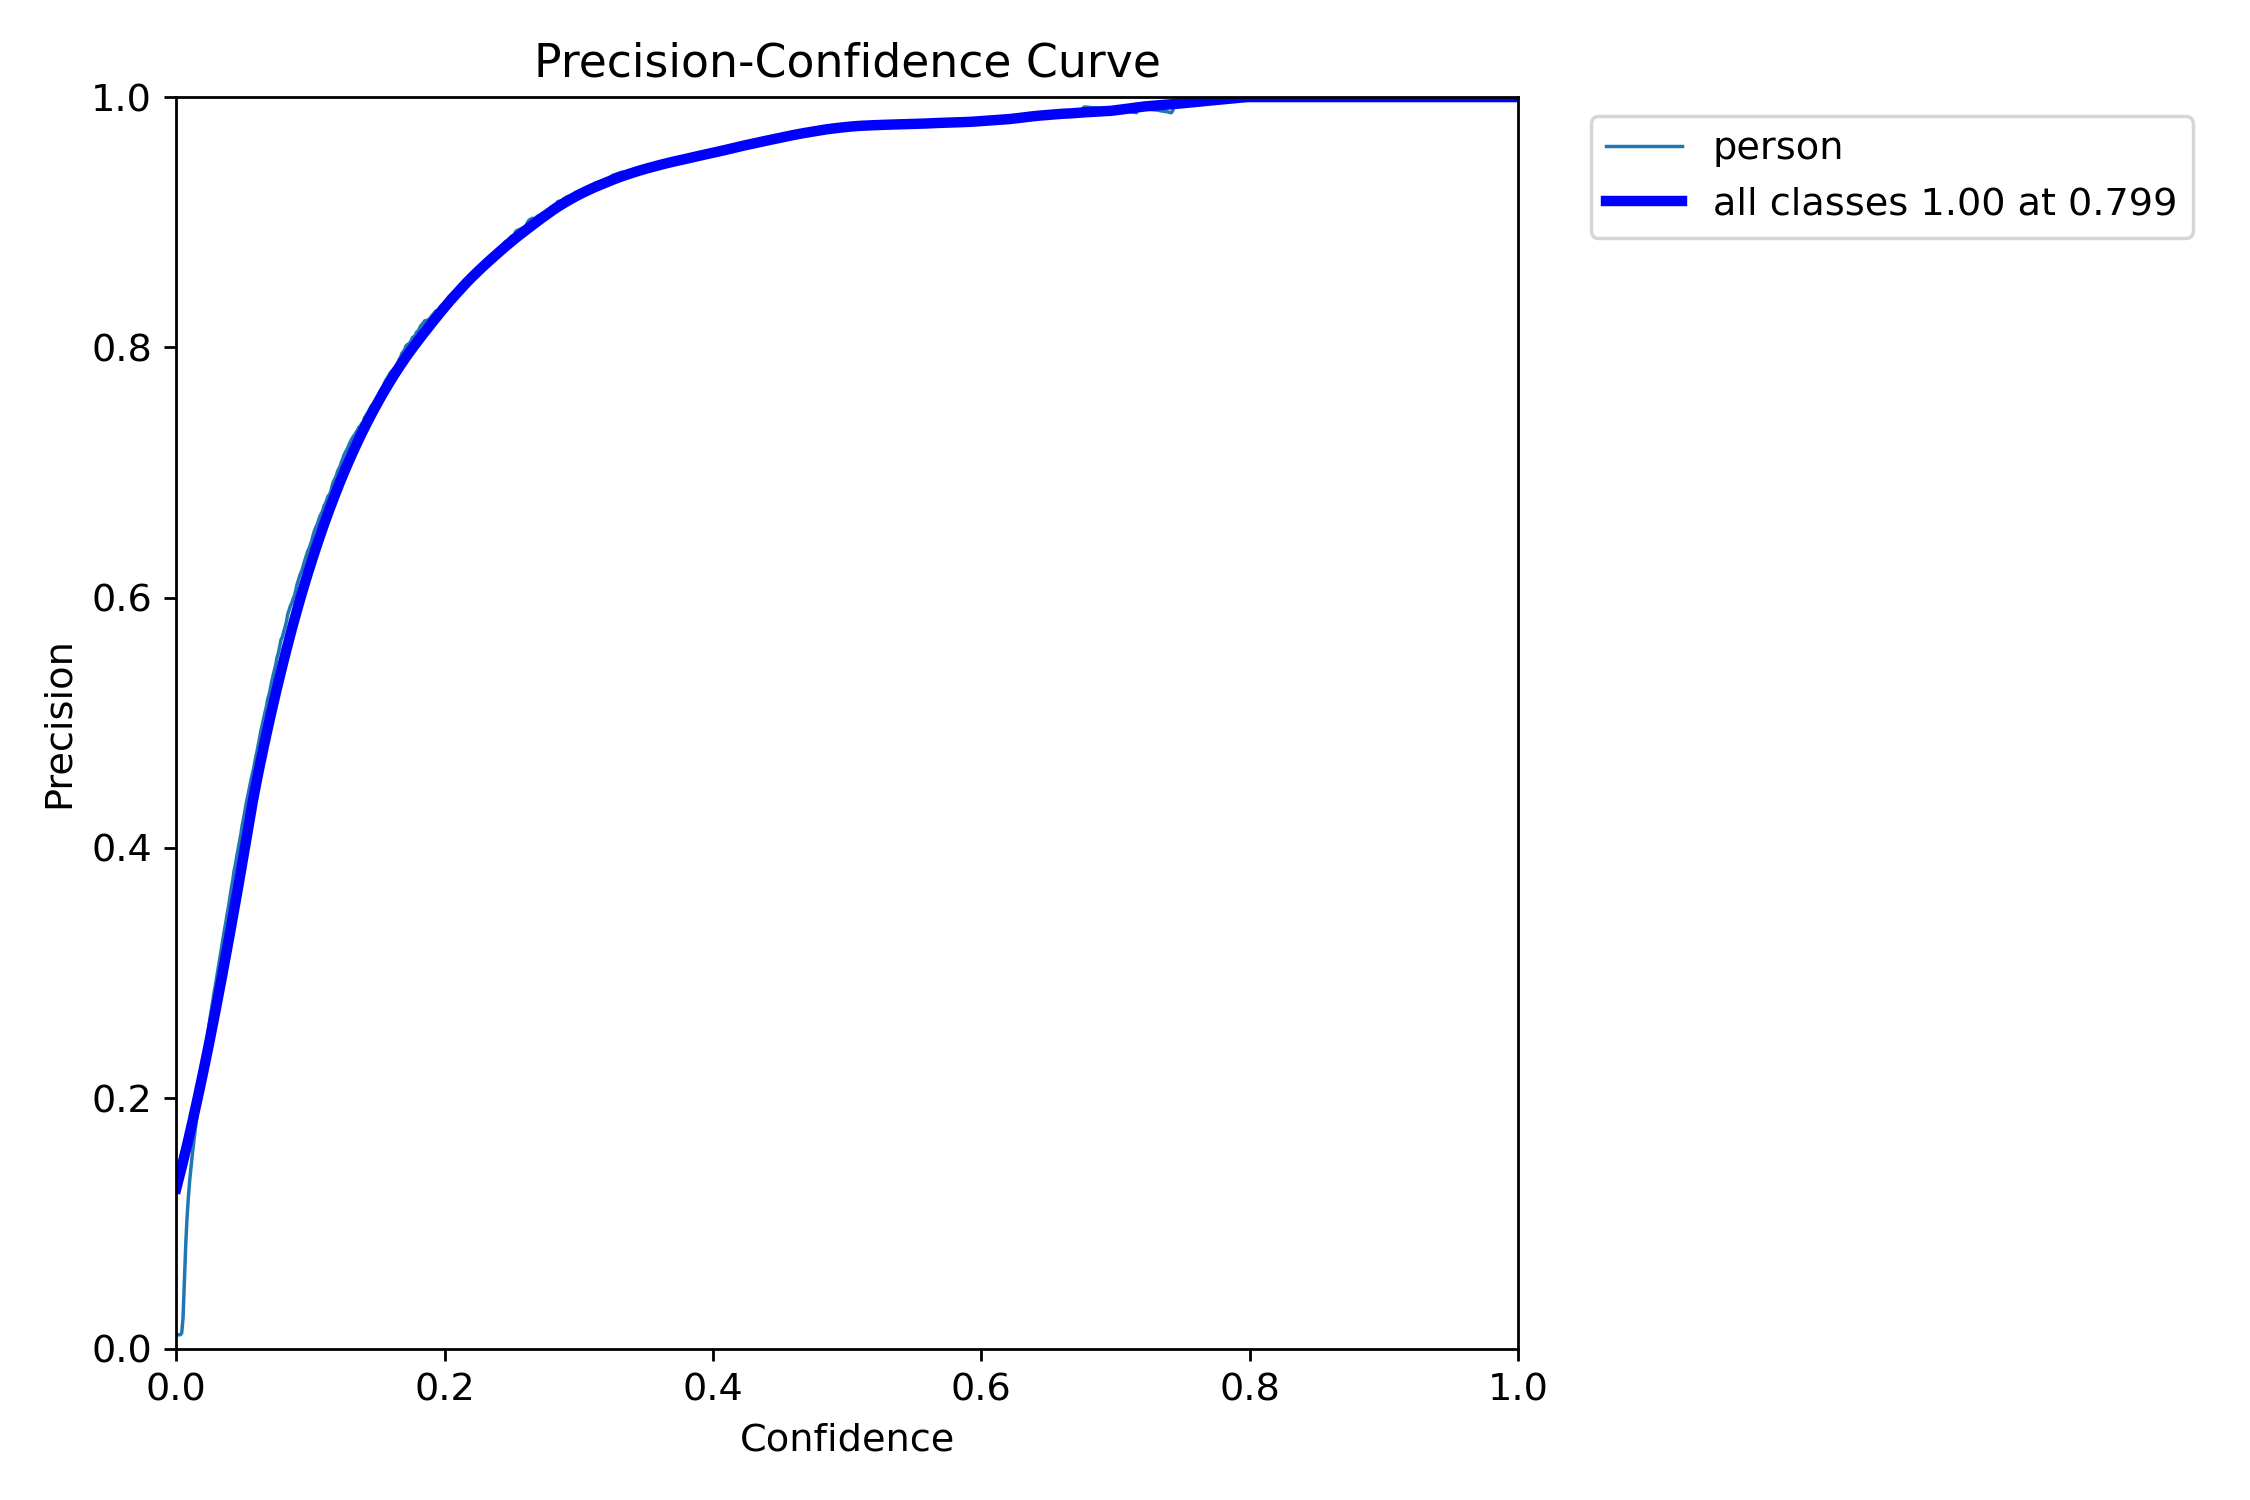 Precision-Confidence Curve
1.0
0.8
0.6
0.4
0.2
0.0
Precision
0.0 0.2 0.4 0.6 0.8 1.0
Confidence
person
all classes 1.00 at 0.799